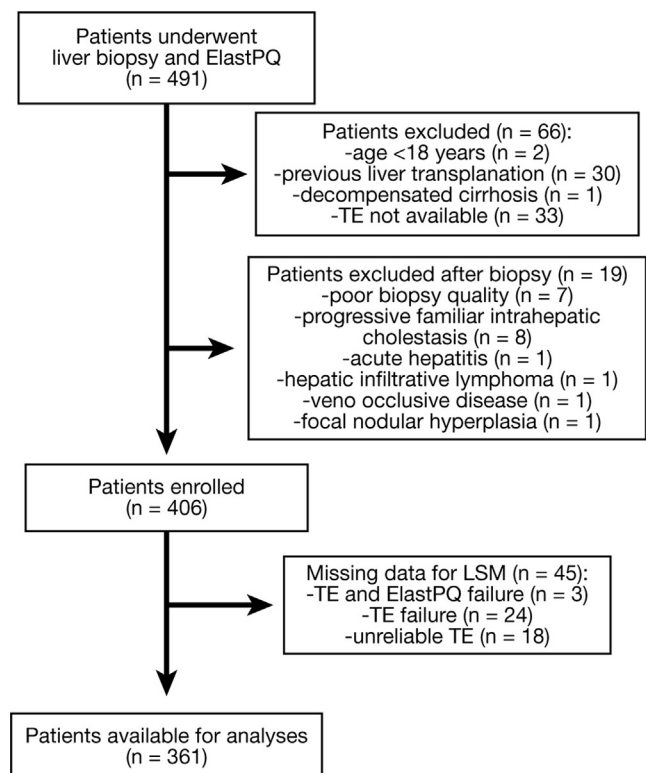 Patients underwent
liver biopsy and ElastPQ
(n = 491)
Patients excluded (n = 66):
-age <18 years (n = 2)
-previous liver transplanation (n = 30)
-decompensated cirrhosis (n = 1)
-TE not available (n = 33)
Patients excluded after biopsy (n = 19)
-poor biopsy quality (n = 7)
-progressive familiar intrahepatic
cholestasis (n = 8)
-acute hepatitis (n = 1)
-hepatic infiltrative lymphoma (n = 1)
-veno occlusive disease (n = 1)
-focal nodular hyperplasia (n = 1)
Patients enrolled
(n = 406)
Missing data for LSM (n = 45):
-TE and ElastPQ failure (n = 3)
-TE failure (n = 24)
-unreliable TE (n = 18)
Patients available for analyses
(n = 361)